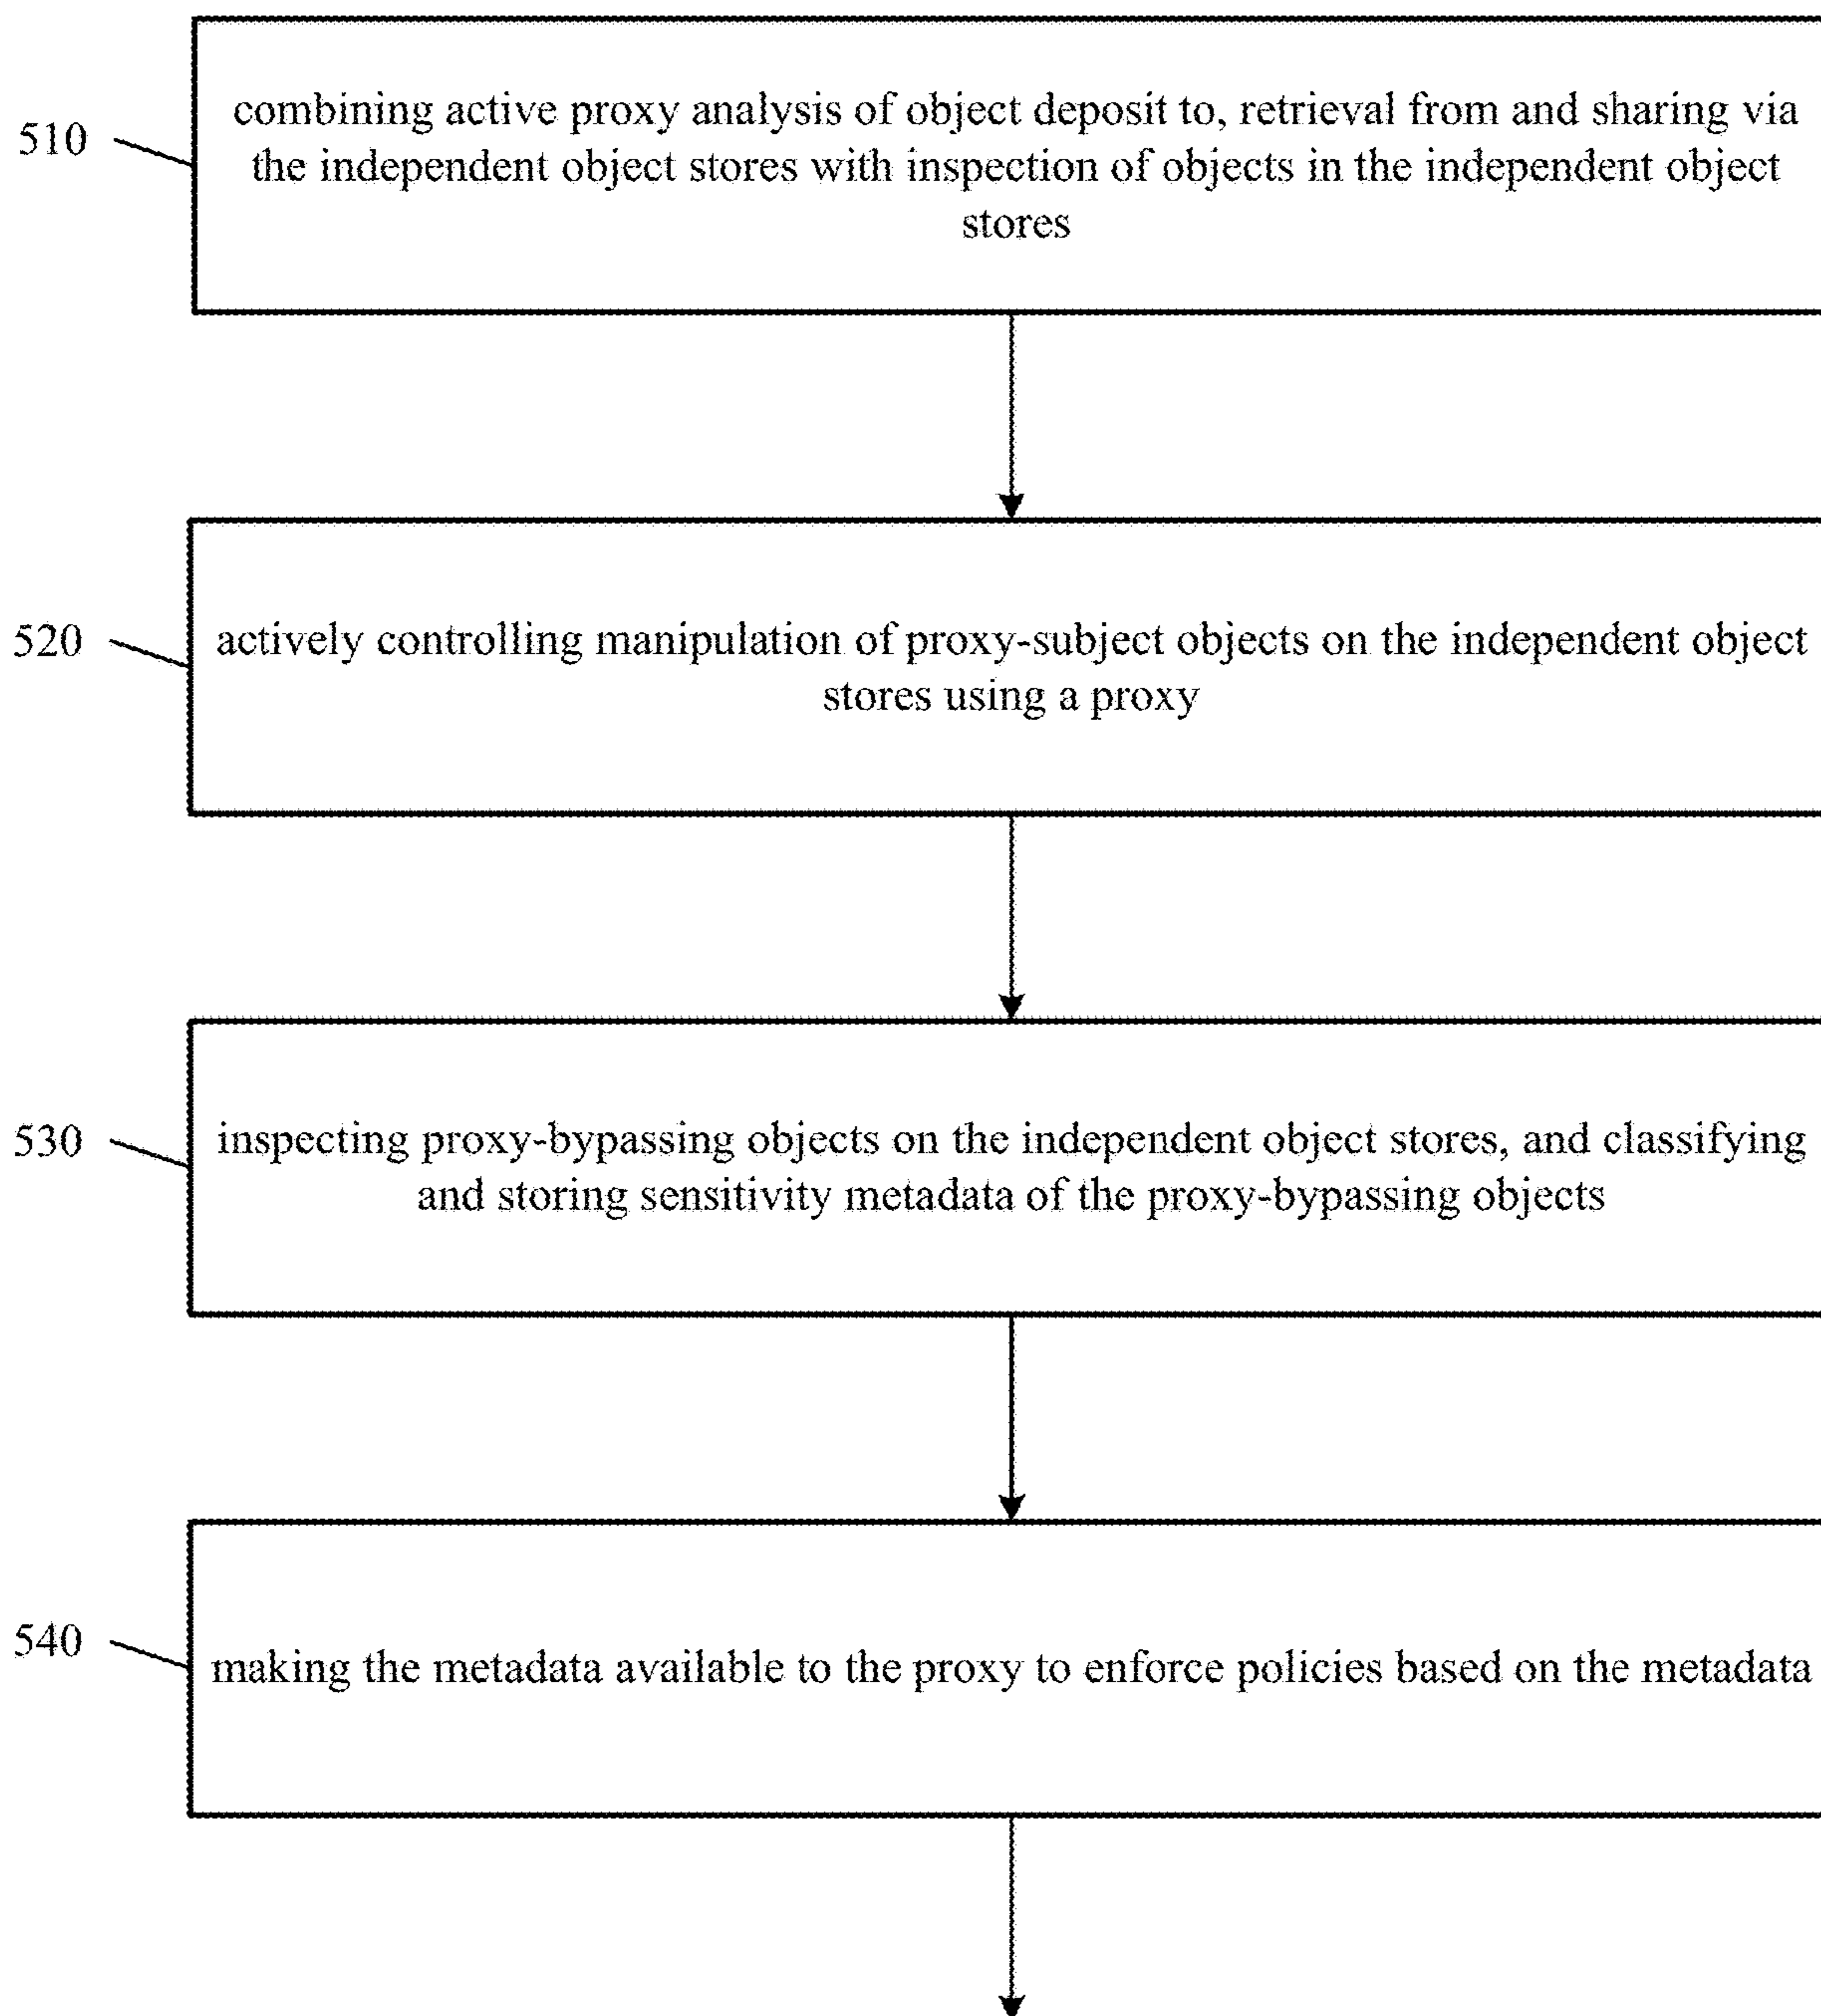 510
combining active proxy analysis of object deposit to, retrieval from and sharing via
the independent object stores with inspection of objects in the independent object
stores
520
actively controlling manipulation of proxy-subject objects on the independent object
stores using a proxy
530
inspecting proxy-bypassing objects on the independent object stores, and classifying
and storing sensitivity metadata of the proxy-bypassing objects
540
making the metadata available to the proxy to enforce policies based on the metadata